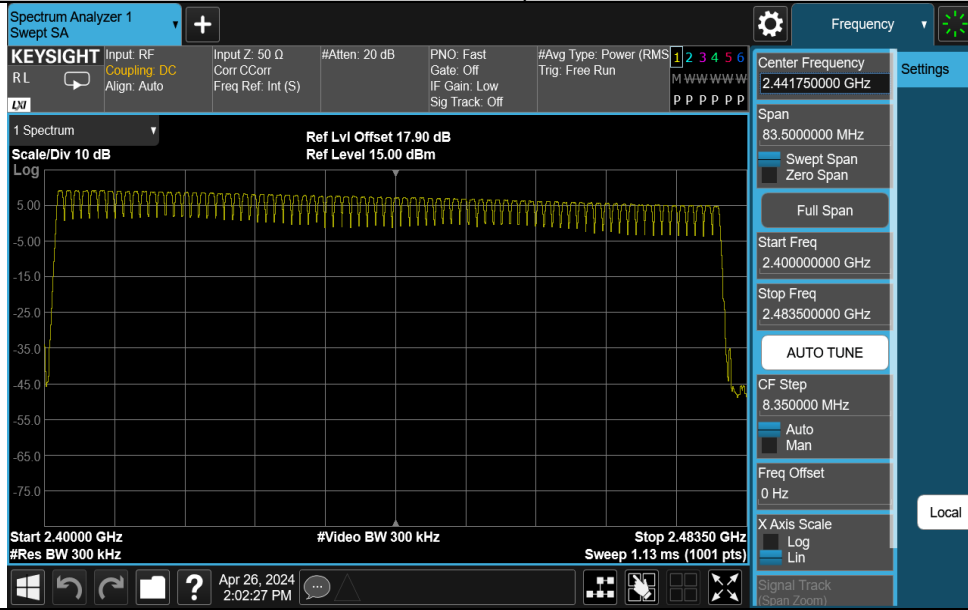 Spectrum Analyzer 1
Swept SA
Frequency
KEYSIGHT
R L
LXI
Input: RF
Coupling: DC
Align: Auto
Input Z: 50 Ω
Corr CCorr
Freq Ref: Int (S)
#Atten: 20 dB
PNO: Fast
Gate: Off
IF Gain: Low
Sig Track: Off
#Avg Type: Power (RMS
Trig: Free Run
1 2 3 4 5 6
M W W W W W
P P P P P P
1 Spectrum
Scale/Div 10 dB
Ref Lvl Offset 17.90 dB
Ref Level 15.00 dBm
Log
5.00
-5.00
-15.0
-25.0
-35.0
-45.0
-55.0
-65.0
-75.0
Start 2.40000 GHz
#Res BW 300 kHz
#Video BW 300 kHz
Stop 2.48350 GHz
Sweep 1.13 ms (1001 pts)
Center Frequency
2.441750000 GHz
Settings
Span
83.5000000 MHz
Swept Span
Zero Span
Full Span
Start Freq
2.400000000 GHz
Stop Freq
2.483500000 GHz
AUTO TUNE
CF Step
8.350000 MHz
Auto
Man
Freq Offset
0 Hz
Local
X Axis Scale
Log
Lin
Signal Track
(Span Zoom)
?
Apr 26, 2024
2:02:27 PM